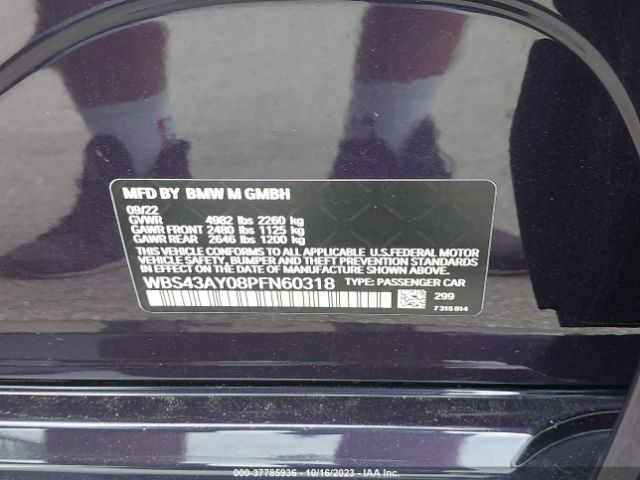 MFD BY BMW M GMBH
09/22
GVWR 4982 lbs 2260 kg
GAWR FRONT 2480 lbs 1125 kg
GAWR REAR 2646 lbs 1200 kg
THIS VEHICLE CONFORMS TO ALL APPLICABLE U.S.FEDERAL MOTOR
VEHICLE SAFETY, BUMPER AND THEFT PREVENTION STANDARDS
IN EFFECT ON THE DATE OF MANUFACTURE SHOWN ABOVE.
WBS43AY08PFN60318 TYPE: PASSENGER CAR
299
7 315 814
000-37785936 - 10/16/2023 - IAA Inc.